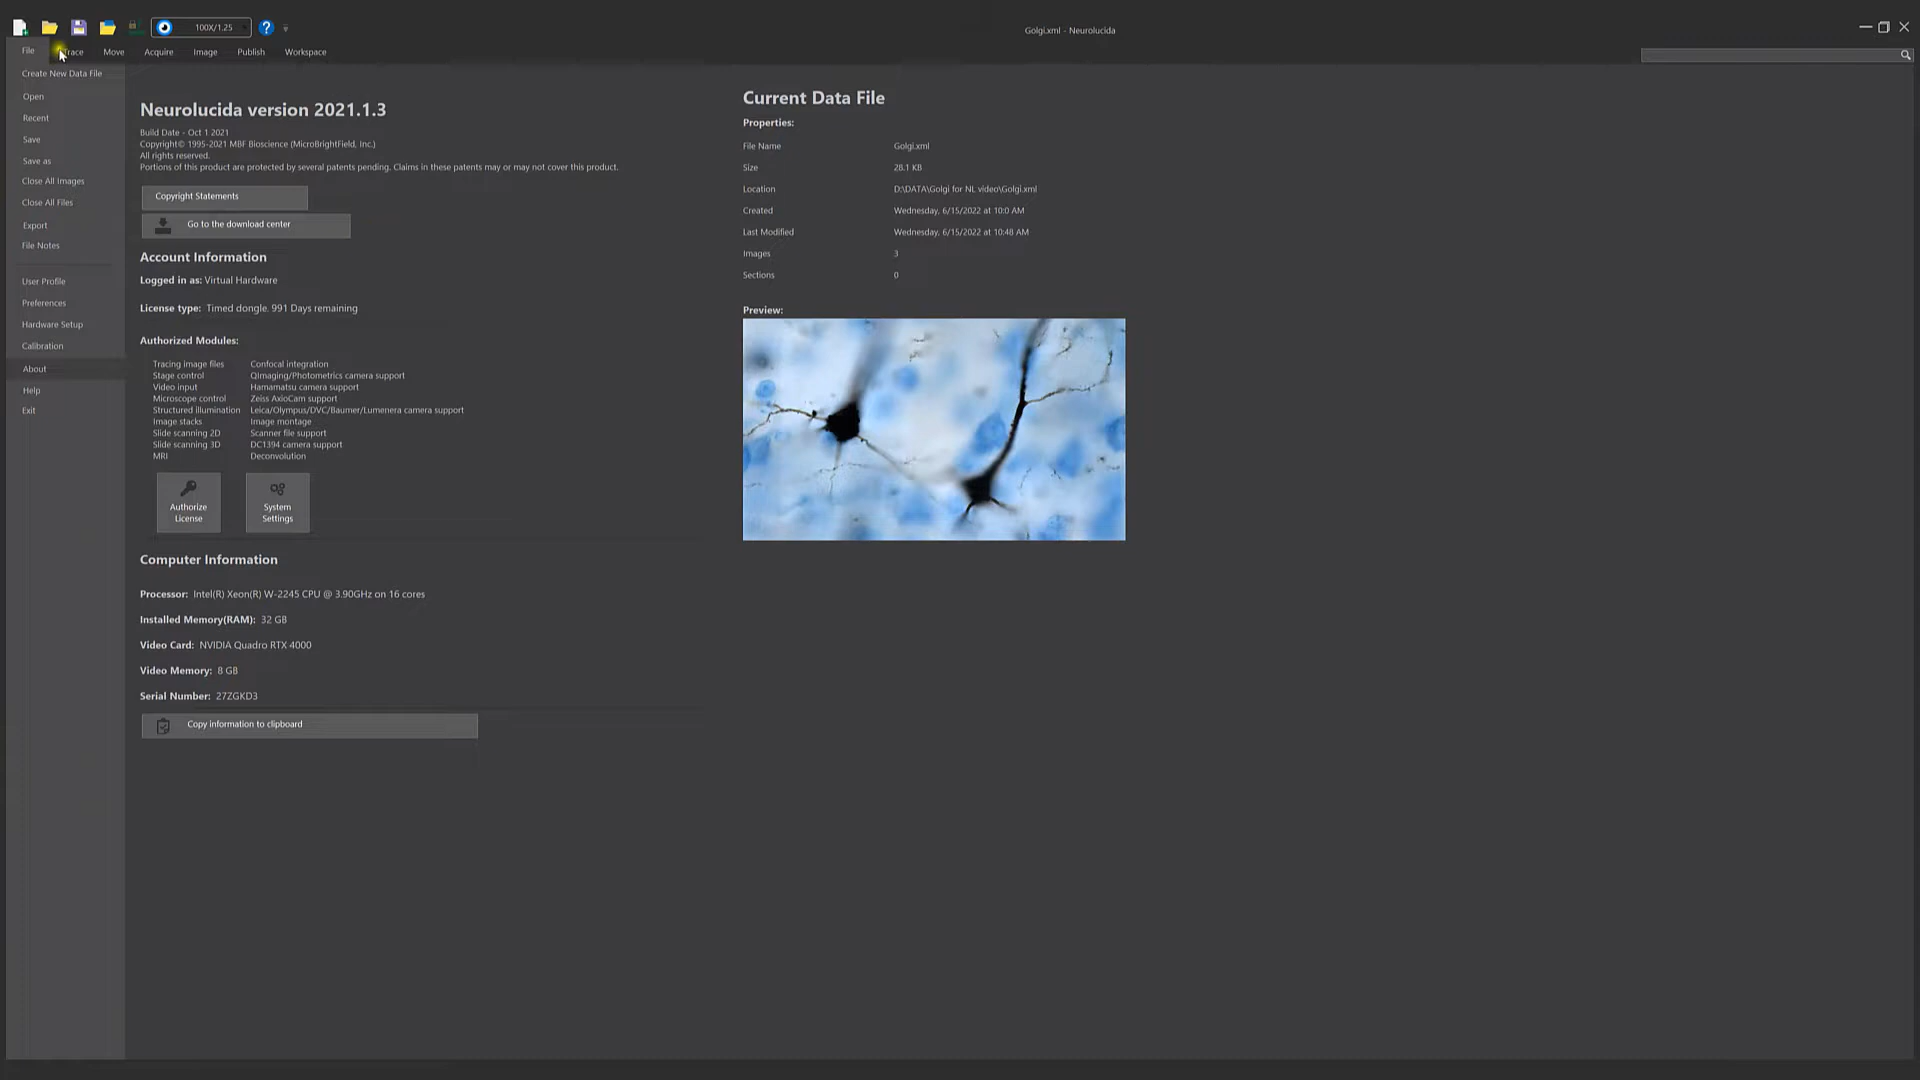 100X/1.25
Golgi.xml - Neurolucida
File
Trace
Move
Acquire
Image
Publish
Workspace
Create New Data File
Open
Recent
Save
Save as
Close All Images
Close All Files
Export
File Notes
User Profile
Preferences
Hardware Setup
Calibration
About
Help
Exit
Neurolucida version 2021.1.3
Build Date - Oct 1 2021
Copyright© 1995-2021 MBF Bioscience (MicroBrightField, Inc.)
All rights reserved.
Portions of this product are protected by several patents pending. Claims in these patents may or may not cover this product.
Copyright Statements
Go to the download center
Account Information
Logged in as: Virtual Hardware
License type: Timed dongle. 991 Days remaining
Authorized Modules:
Tracing image files Confocal integration
Stage control QImaging/Photometrics camera support
Video input Hamamatsu camera support
Microscope control Zeiss AxioCam support
Structured Illumination Leica/Olympus/DVC/Baumer/Lumenera camera support
Image stacks Image montage
Slide scanning 2D Scanner file support
Slide scanning 3D DC1394 camera support
MRI Deconvolution
Authorize
License
System
Settings
Computer Information
Processor: Intel(R) Xeon(R) W-2245 CPU @ 3.90GHz on 16 cores
Installed Memory(RAM): 32 GB
Video Card: NVIDIA Quadro RTX 4000
Video Memory: 8 GB
Serial Number: 27ZGKD3
Copy information to clipboard
Current Data File
Properties:
File Name Golgi.xml
Size 28.1 KB
Location D:\DATA\Golgi for NL video\Golgi.xml
Created Wednesday, 6/15/2022 at 10:0 AM
Last Modified Wednesday, 6/15/2022 at 10:48 AM
Images 3
Sections 0
Preview: